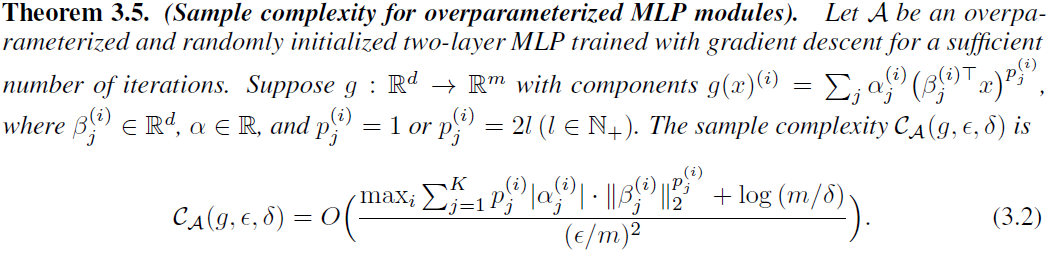 Theorem 3.5. (Sample complexity for overparameterized MLP modules). Let $\mathcal{A}$ be an overpa-
rameterized and randomly initialized two-layer MLP trained with gradient descent for a sufficient
number of iterations. Suppose $g : \mathbb{R}^d \to \mathbb{R}^m$ with components $g(x)^{(i)} = \sum_j \alpha_j^{(i)} (\beta_j^{(i)\top} x)^{p_j^{(i)}}$,
where $\beta_j^{(i)} \in \mathbb{R}^d$, $\alpha \in \mathbb{R}$, and $p_j^{(i)} = 1$ or $p_j^{(i)} = 2l$ ($l \in \mathbb{N}_+$). The sample complexity $\mathcal{C}_{\mathcal{A}}(g, \epsilon, \delta)$ is
$\mathcal{C}_{\mathcal{A}}(g, \epsilon, \delta) = O\Big(\frac{\max_i \sum_{j=1}^{K} p_j^{(i)} |\alpha_j^{(i)}| \cdot \|\beta_j^{(i)}\|_2^{p_j^{(i)}} + \log(m/\delta)}{(\epsilon/m)^2}\Big).$ (3.2)